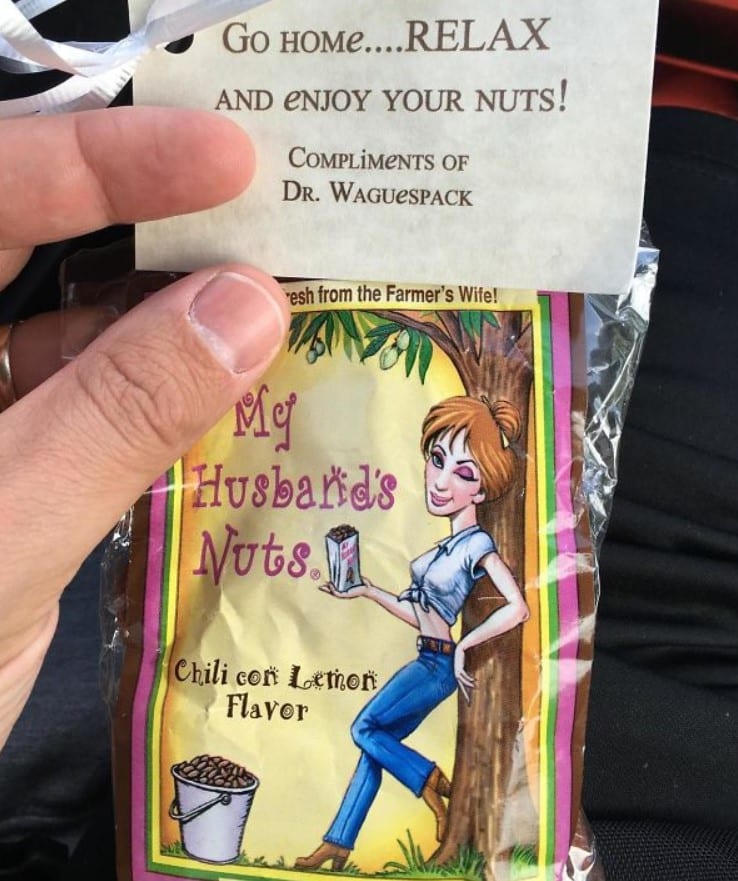 Go home....RELAX
and enjoy your nuts!
Compliments of
Dr. Waguespack
from the Farmer's Wife!
My
Husband's
Nuts®
Chili con Lemon
Flavor